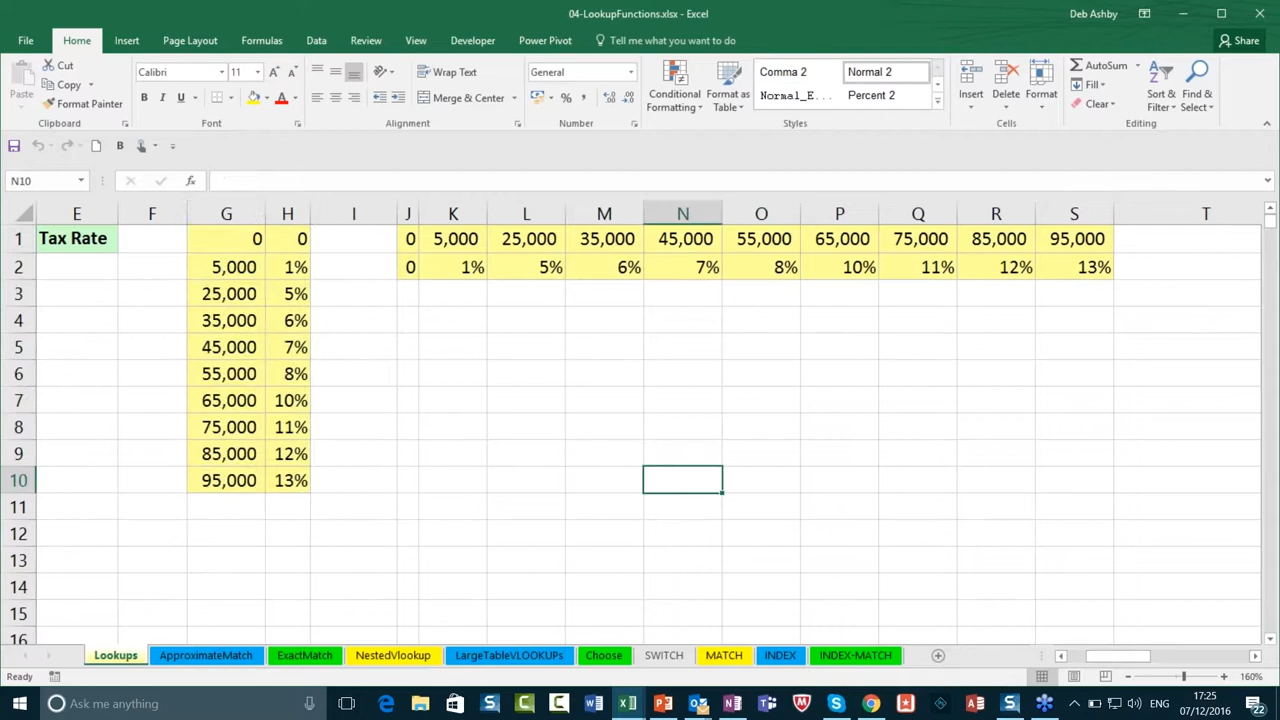 04-LookupFunctions.xlsx - Excel
Deb Ashby
File Home Insert Page Layout Formulas Data Review View Developer Power Pivot Tell me what you want to do Share
Paste
Cut
Copy
Format Painter
Clipboard
Calibri 11
B I U
Font
Wrap Text
Merge & Center
Alignment
General
Number
Conditional Formatting
Format as Table
Comma 2 Normal 2
Normal_E... Percent 2
Styles
Insert Delete Format
Cells
AutoSum
Fill
Clear
Sort & Filter
Find & Select
Editing
B
N10 fx
E F G H I J K L M N O P Q R S T
1 Tax Rate 0 0 0 5,000 25,000 35,000 45,000 55,000 65,000 75,000 85,000 95,000
2 5,000 1% 0 1% 5% 6% 7% 8% 10% 11% 12% 13%
3 25,000 5%
4 35,000 6%
5 45,000 7%
6 55,000 8%
7 65,000 10%
8 75,000 11%
9 85,000 12%
10 95,000 13%
11
12
13
14
15
16
Lookups ApproximateMatch ExactMatch NestedVlookup LargeTableVLOOKUPs Choose SWITCH MATCH INDEX INDEX-MATCH
Ready 160%
Ask me anything
17:25
07/12/2016
22